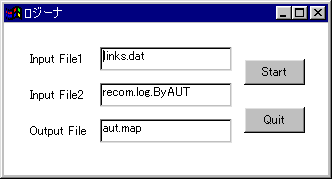 ロジーナ
Input File1 links.dat
Start
Input File2 recom.log.ByAUT
Quit
Output File aut.map